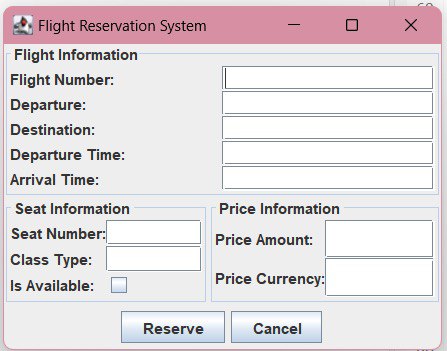 Flight Reservation System
Flight Information
Flight Number:
Departure:
Destination:
Departure Time:
Arrival Time:
Seat Information
Seat Number:
Class Type:
Is Available:
Price Information
Price Amount:
Price Currency:
Reserve
Cancel